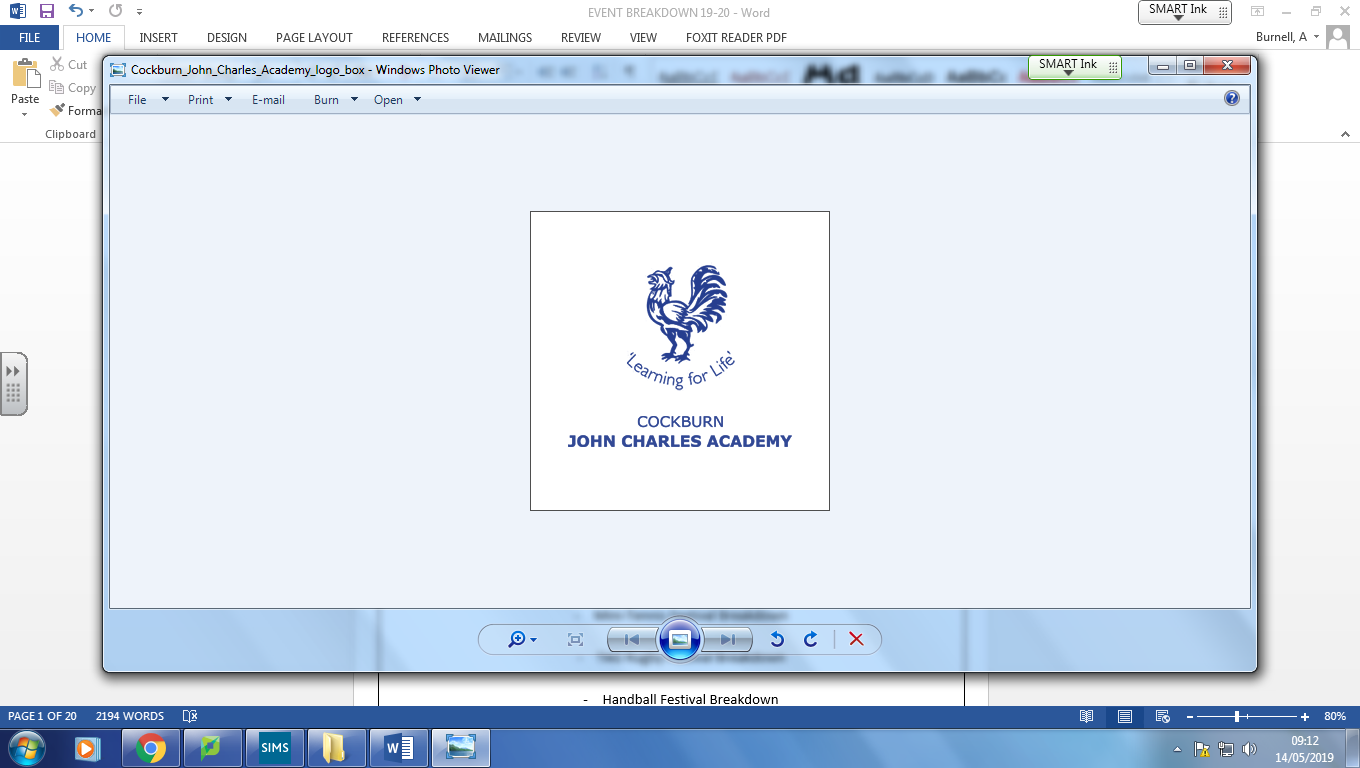 EVENT BREAKDOWN 19-20 - Word
SMART Ink
FILE HOME INSERT DESIGN PAGE LAYOUT REFERENCES MAILINGS REVIEW VIEW FOXIT READER PDF
Burnell, A
Cut
Copy
Paste
Forma
Clipboard
Cockburn_John_Charles_Academy_logo_box - Windows Photo Viewer
SMART Ink
File Print E-mail Burn Open
'Learning for Life'
COCKBURN
JOHN CHARLES ACADEMY
- Handball Festival Breakdown
PAGE 1 OF 20 2194 WORDS
80%
SIMS
09:12
14/05/2019